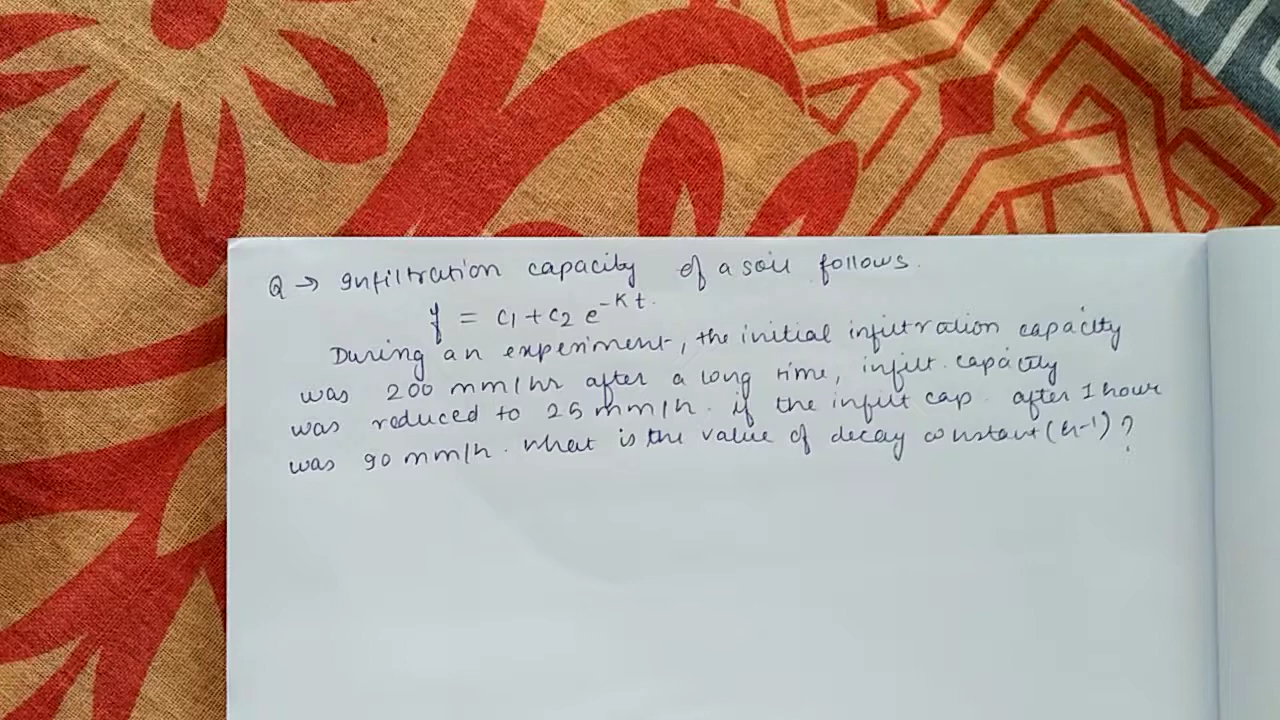 Q → Infiltration capacity of a soil follows.
f = c1 + c2 e^-Kt.
During an experiment, the initial infiltration capacity
was 200 mm/hr after a long time, infilt. capacity
was reduced to 25 mm/h. if the infilt cap. after 1 hour
was 90 mm/h. What is the value of decay constant (h^-1)?